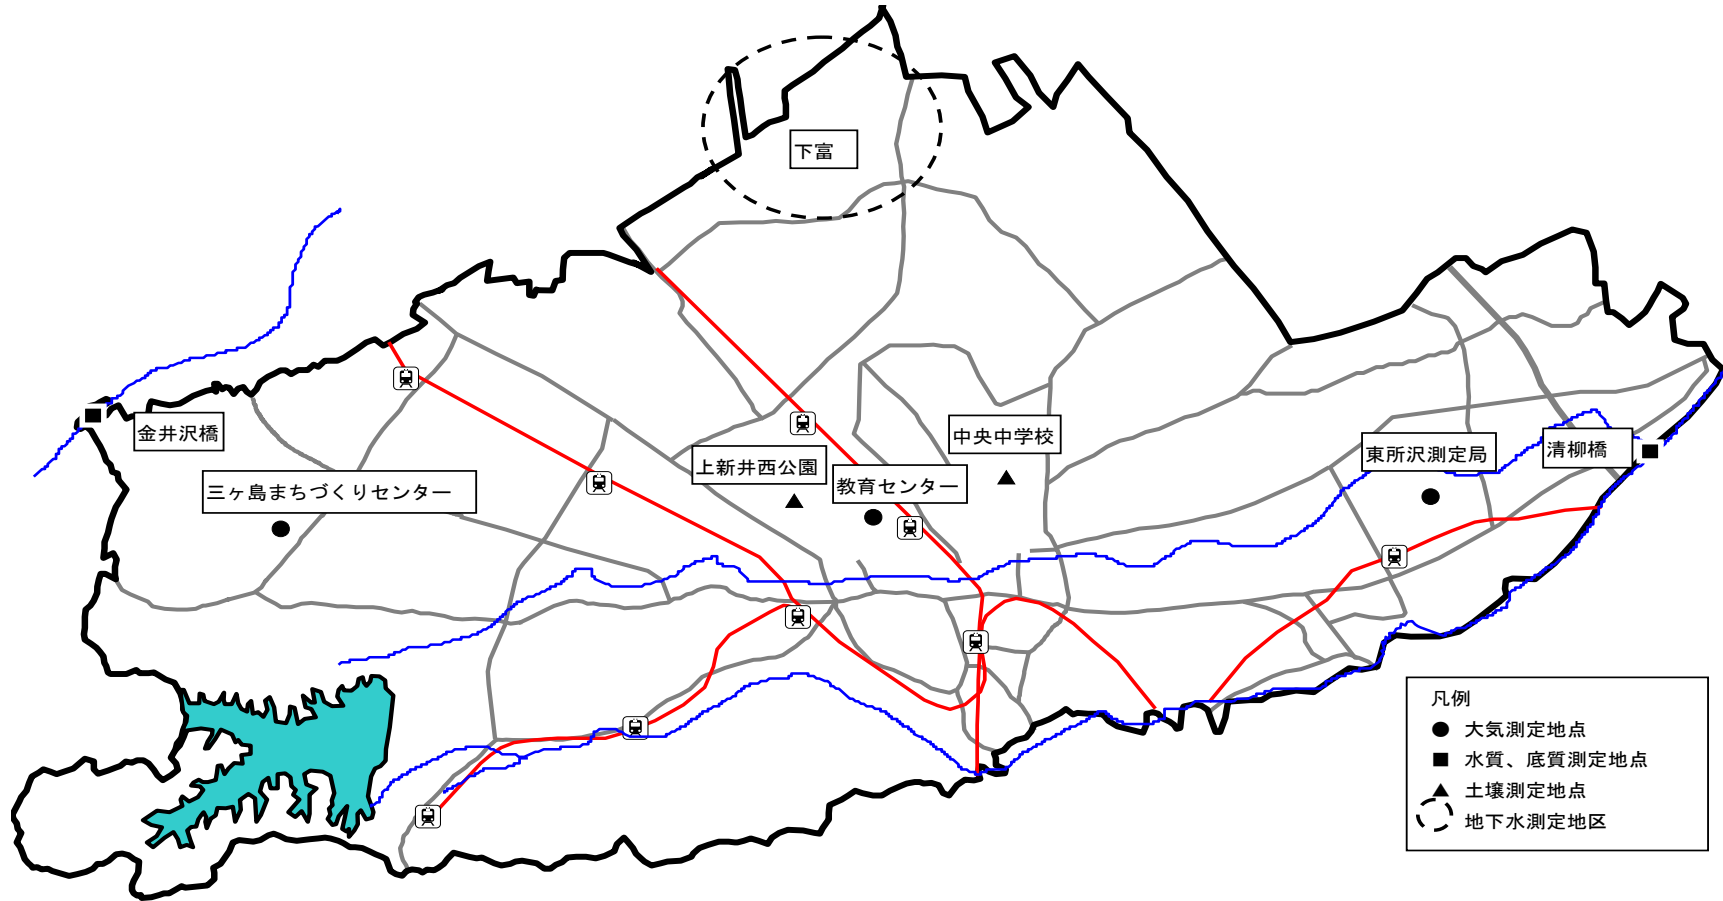 下富
金井沢橋
三ヶ島まちづくりセンター
上新井西公園
教育センター
中央中学校
東所沢測定局
清柳橋
凡例
大気測定地点
水質、底質測定地点
土壌測定地点
地下水測定地区